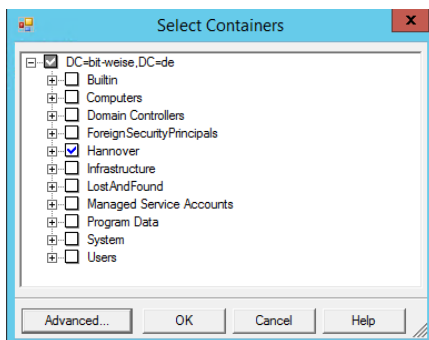 Select Containers
x
DC=bit-weise,DC=de
Builtin
Computers
Domain Controllers
ForeignSecurityPrincipals
Hannover
Infrastructure
LostAndFound
Managed Service Accounts
Program Data
System
Users
Advanced... OK Cancel Help